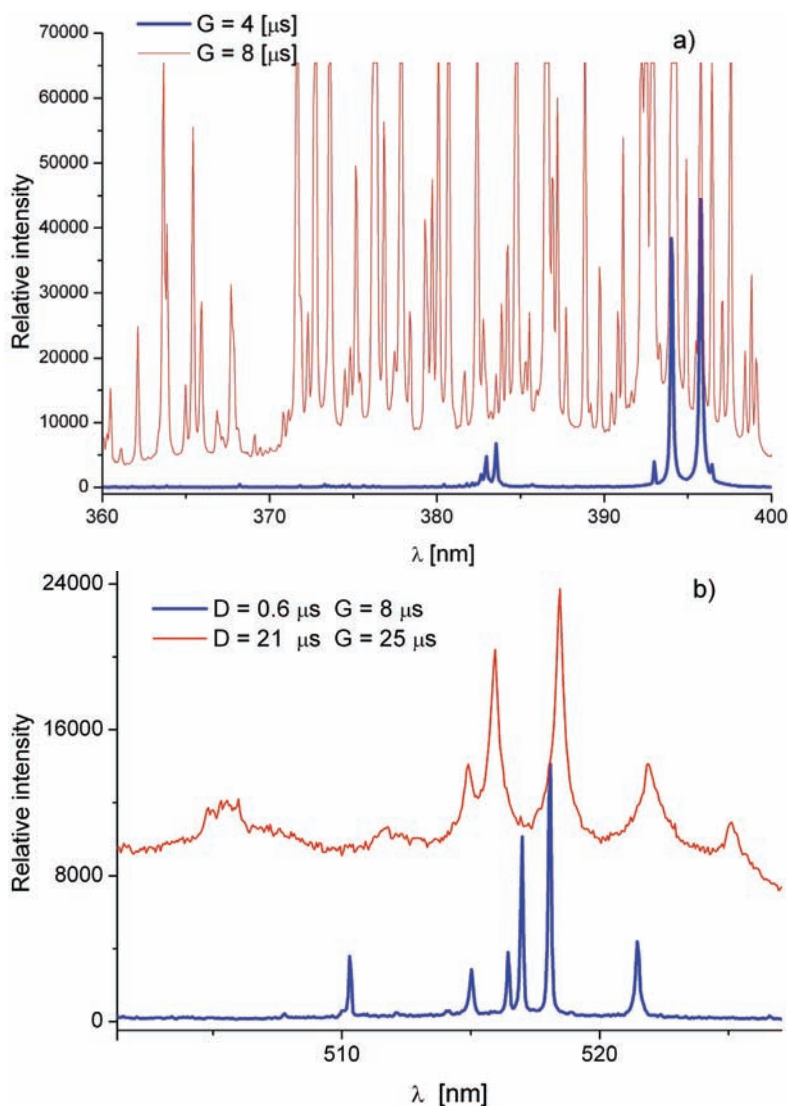 G = 4 [μs]
G = 8 [μs]
a)
70000
60000
50000
40000
30000
20000
10000
0
Relative intensity
360 370 380 390 400
λ [nm]
b)
D = 0.6 μs G = 8 μs
D = 21 μs G = 25 μs
24000
16000
8000
0
Relative intensity
510 520
λ [nm]